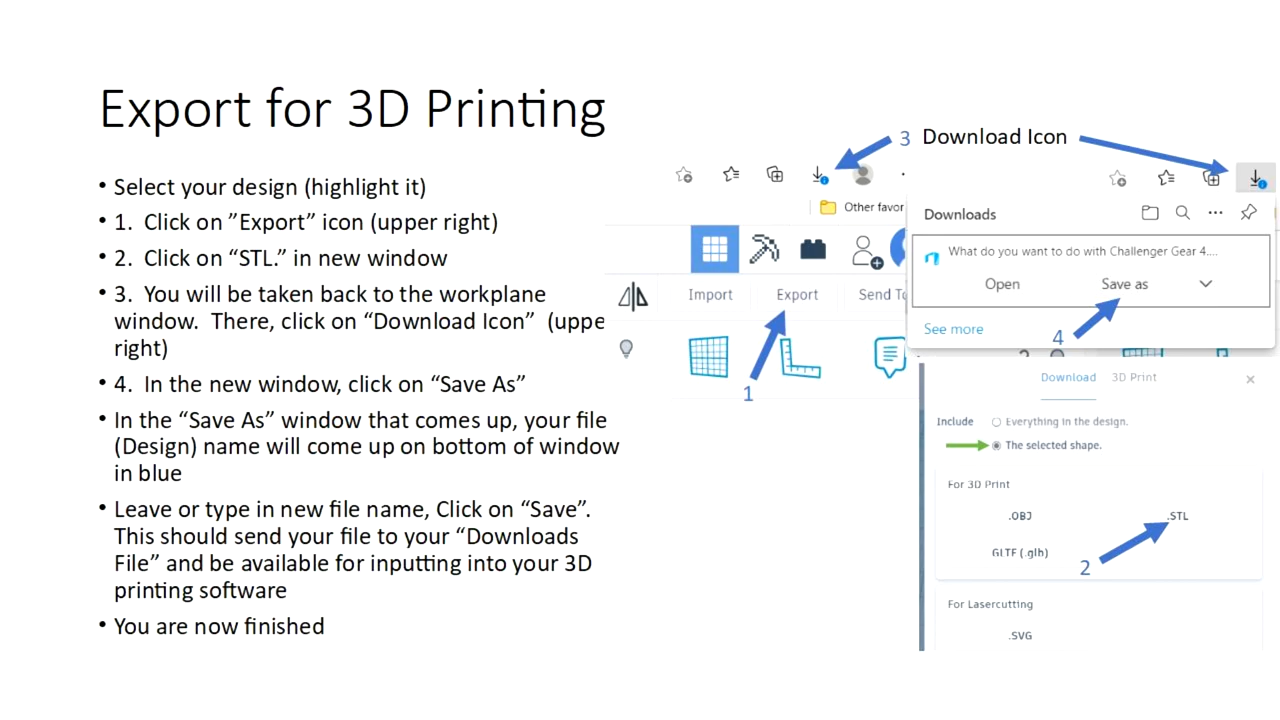 Export for 3D Printing
• Select your design (highlight it)
• 1. Click on ”Export” icon (upper right)
• 2. Click on “STL.” in new window
• 3. You will be taken back to the workplane
window. There, click on “Download Icon” (uppe
right)
• 4. In the new window, click on “Save As”
• In the “Save As” window that comes up, your file
(Design) name will come up on bottom of window
in blue
• Leave or type in new file name, Click on “Save”.
This should send your file to your “Downloads
File” and be available for inputting into your 3D
printing software
• You are now finished
3 Download Icon
Other favor
Import Export Send To
1
Downloads
What do you want to do with Challenger Gear 4....
Open Save as
See more
4
Download 3D Print
Include Everything in the design.
The selected shape.
For 3D Print
.OBJ .STL
GLTF (.glb)
2
For Lasercutting
.SVG